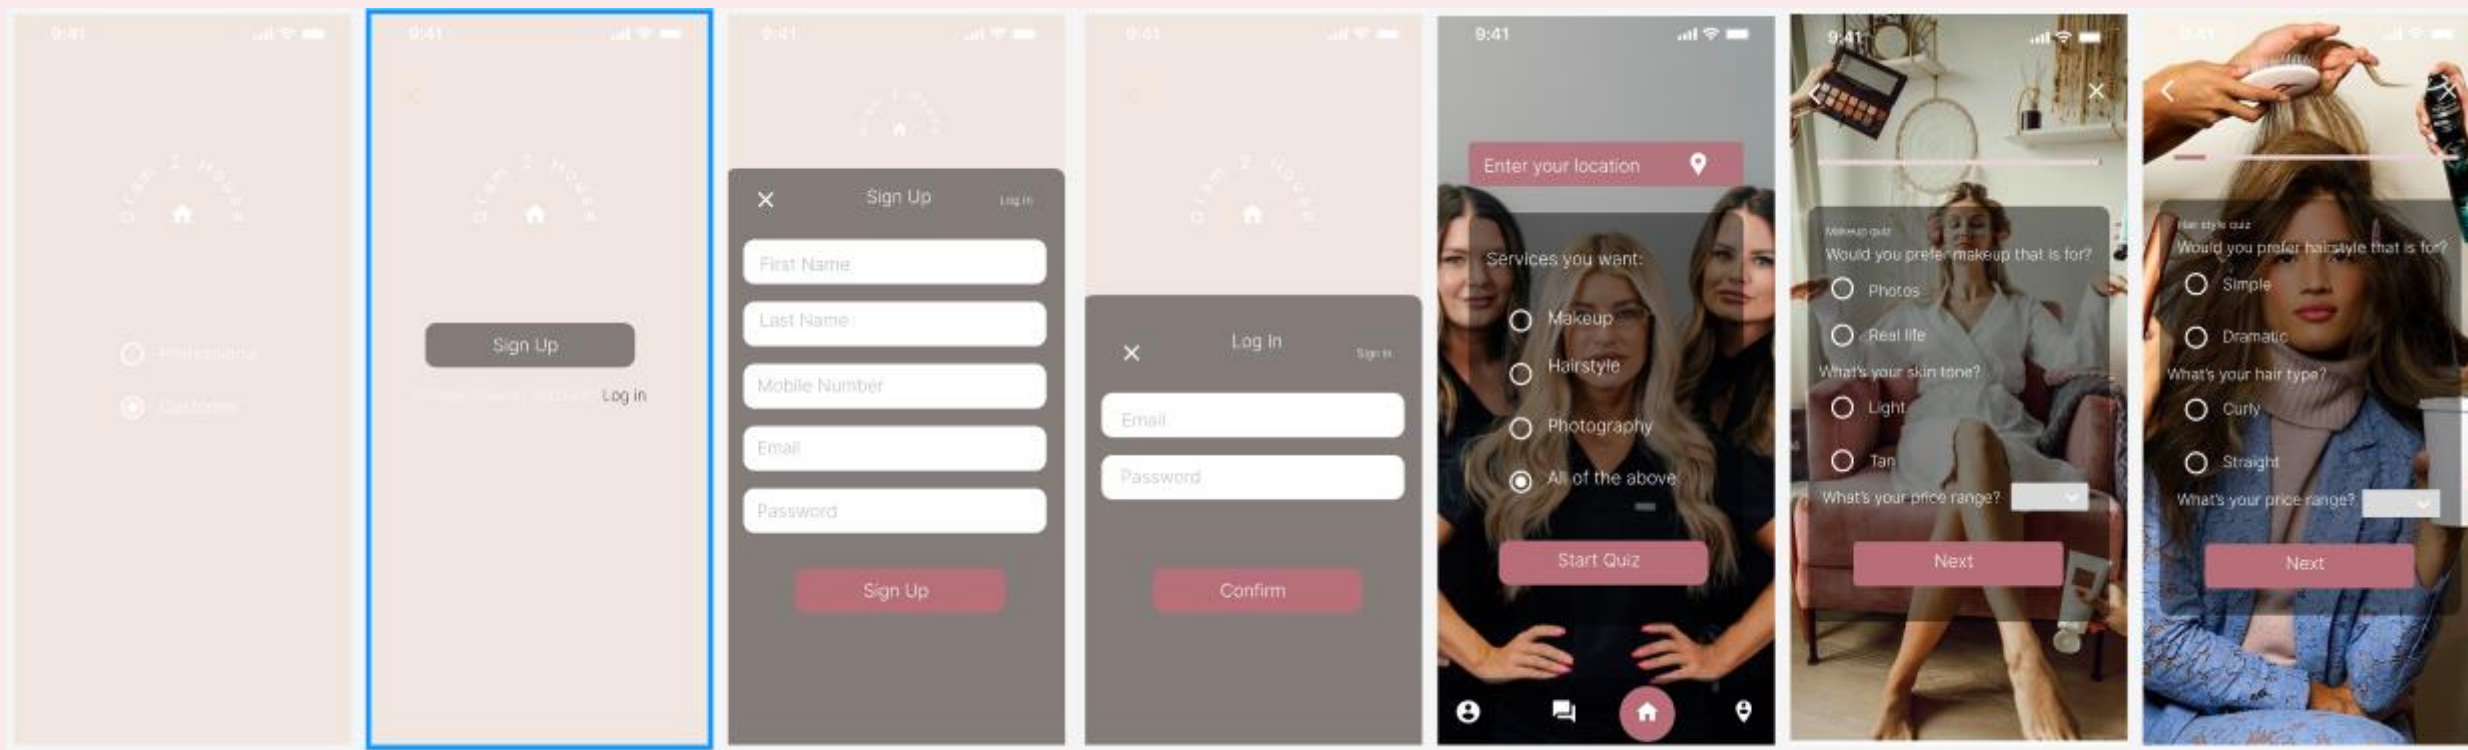 9:41
Glam 2 House
Professional
Customer
9:41
Glam 2 House
Sign Up
Log in
9:41
Sign Up
Log In
First Name
Last Name
Mobile Number
Email
Password
Sign Up
9:41
Glam 2 House
Log In
Sign In
Email
Password
Confirm
9:41
Enter your location
Services you want:
Makeup
Hairstyle
Photography
All of the above
Start Quiz
9:41
Makeup quiz
Would you prefer makeup that is for?
Photos
Real life
What's your skin tone?
Light
Tan
What's your price range?
Next
Hair style quiz
Would you prefer hairstyle that is for?
Simple
Dramatic
What's your hair type?
Curly
Straight
What's your price range?
Next